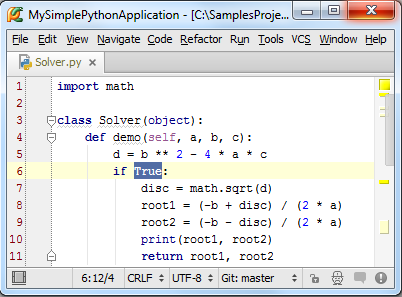 MySimplePythonApplication - [C:\SamplesProje...
File Edit View Navigate Code Refactor Run Tools VCS Window Help
Solver.py
1 import math
2
3 class Solver(object):
4 def demo(self, a, b, c):
5 d = b ** 2 - 4 * a * c
6 if True:
7 disc = math.sqrt(d)
8 root1 = (-b + disc) / (2 * a)
9 root2 = (-b - disc) / (2 * a)
10 print(root1, root2)
11 return root1, root2
6:12/4 CRLF UTF-8 Git: master